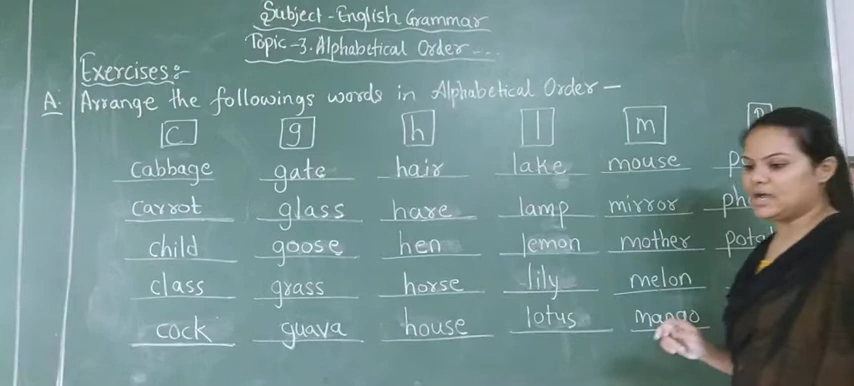 Subject - English Grammar
Topic - 3. Alphabetical Order ---
Exercises:-
A. Arrange the followings words in Alphabetical Order -
c g h l m
cabbage gate hair lake mouse
carrot glass hare lamp mirror
child goose hen lemon mother
class grass horse lily melon
cock guava house lotus mango